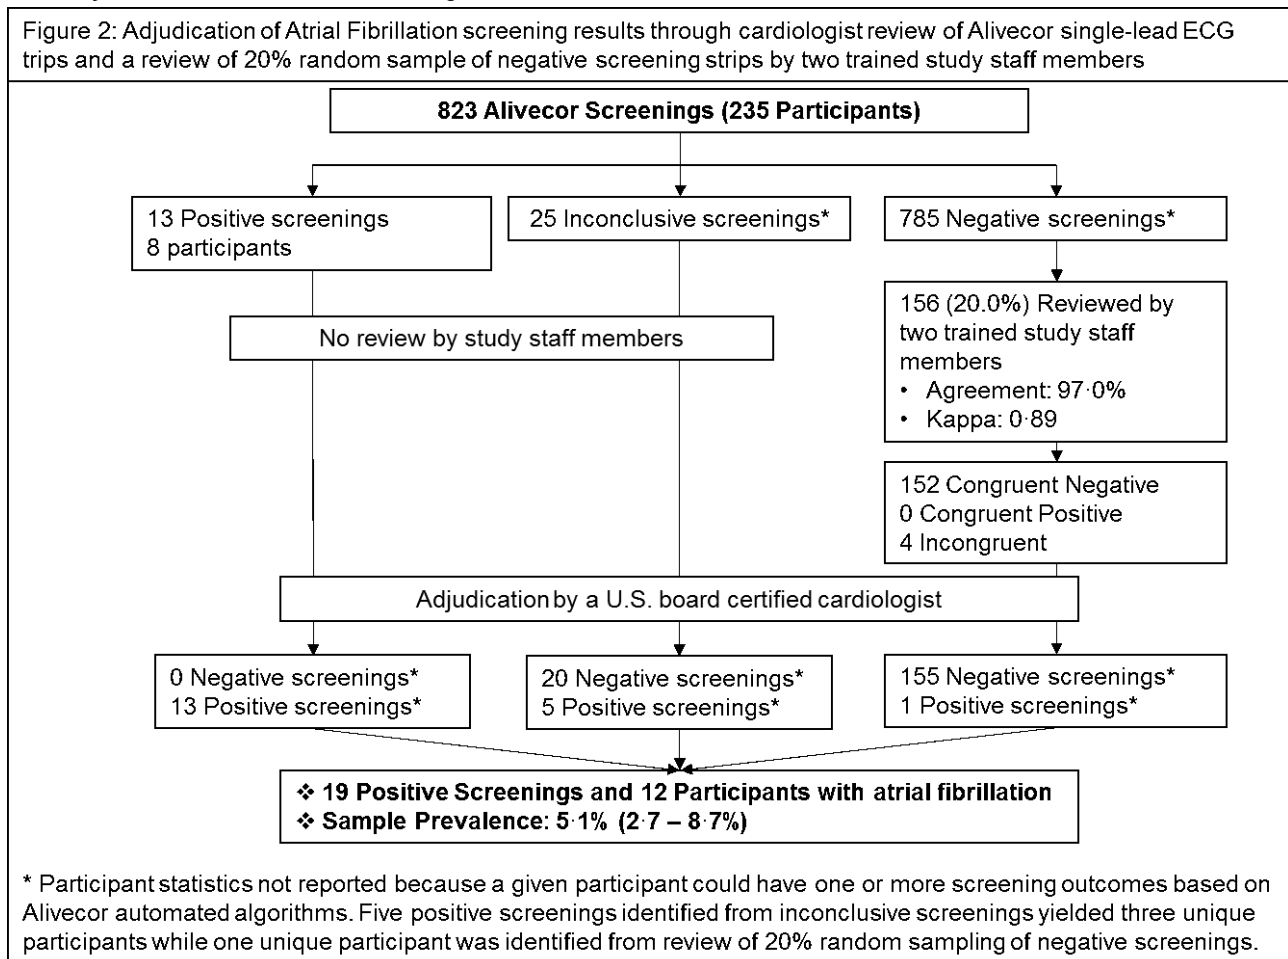 Figure 2: Adjudication of Atrial Fibrillation screening results through cardiologist review of Alivecor single-lead ECG
trips and a review of 20% random sample of negative screening strips by two trained study staff members
823 Alivecor Screenings (235 Participants)
13 Positive screenings
8 participants
25 Inconclusive screenings*
785 Negative screenings*
156 (20.0%) Reviewed by
two trained study staff
members
• Agreement: 97·0%
• Kappa: 0·89
No review by study staff members
152 Congruent Negative
0 Congruent Positive
4 Incongruent
Adjudication by a U.S. board certified cardiologist
0 Negative screenings*
13 Positive screenings*
20 Negative screenings*
5 Positive screenings*
155 Negative screenings*
1 Positive screenings*
❖ 19 Positive Screenings and 12 Participants with atrial fibrillation
❖ Sample Prevalence: 5·1% (2·7 – 8·7%)
* Participant statistics not reported because a given participant could have one or more screening outcomes based on
Alivecor automated algorithms. Five positive screenings identified from inconclusive screenings yielded three unique
participants while one unique participant was identified from review of 20% random sampling of negative screenings.